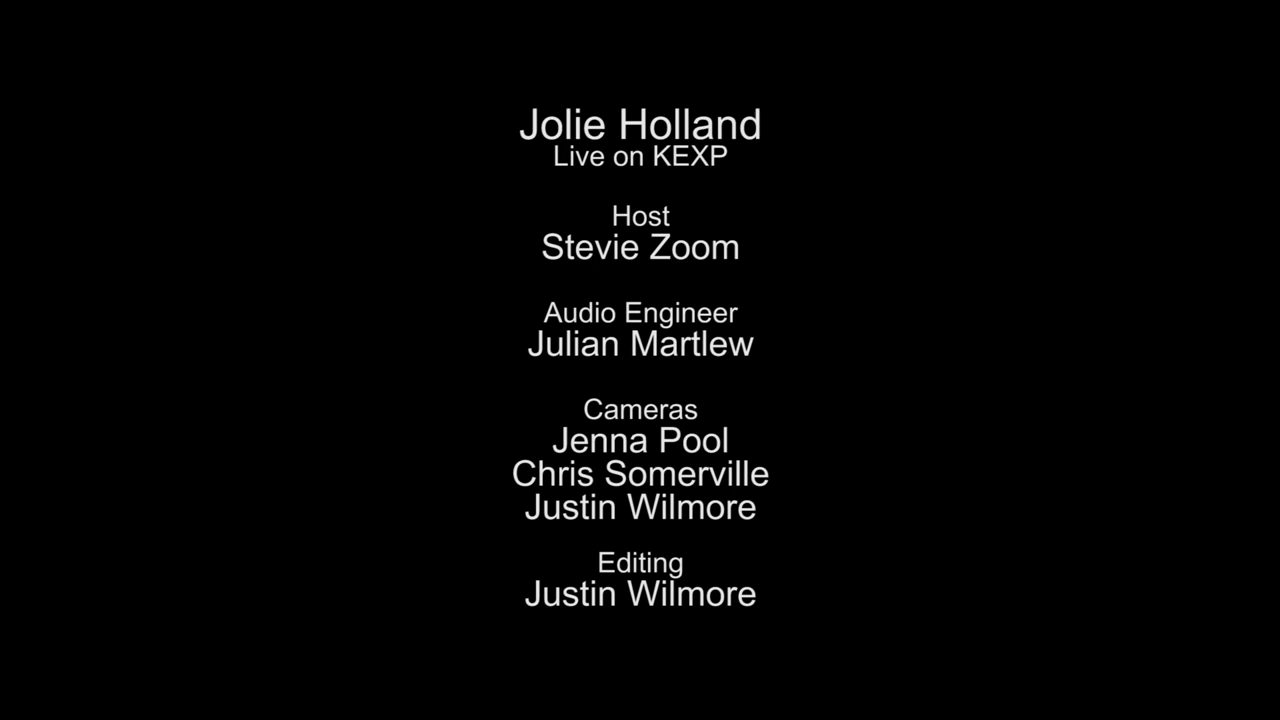 Jolie Holland
Live on KEXP
Host
Stevie Zoom
Audio Engineer
Julian Martlew
Cameras
Jenna Pool
Chris Somerville
Justin Wilmore
Editing
Justin Wilmore